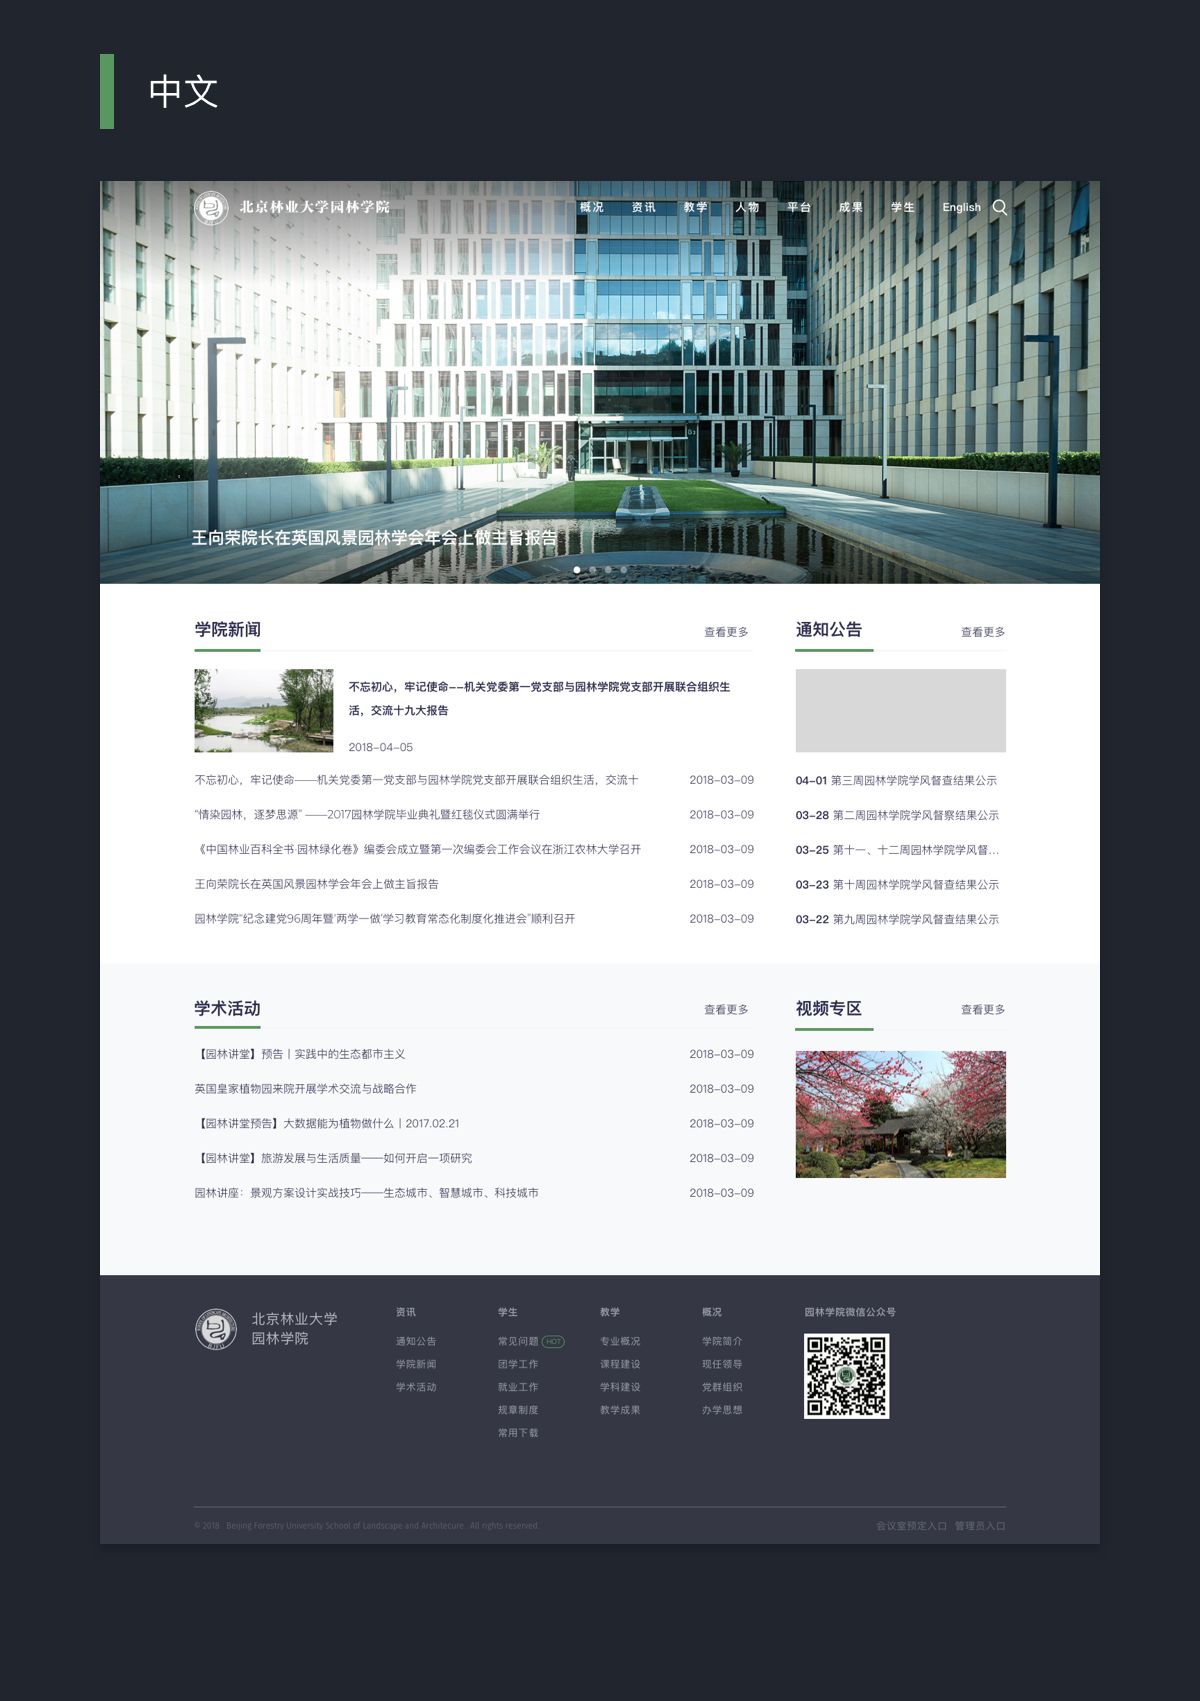 中文
北京林业大学园林学院
概况 资讯 教学 人物 平台 成果 学生 English
王向荣院长在英国风景园林学会年会上做主旨报告
学院新闻 查看更多
不忘初心，牢记使命--机关党委第一党支部与园林学院党支部开展联合组织生
活，交流十九大报告
2018-04-05
不忘初心，牢记使命——机关党委第一党支部与园林学院党支部开展联合组织生活，交流十 2018-03-09
“情染园林，逐梦思源” ——2017园林学院毕业典礼暨红毯仪式圆满举行 2018-03-09
《中国林业百科全书·园林绿化卷》编委会成立暨第一次编委会工作会议在浙江农林大学召开 2018-03-09
王向荣院长在英国风景园林学会年会上做主旨报告 2018-03-09
园林学院“纪念建党96周年暨‘两学一做’学习教育常态化制度化推进会”顺利召开 2018-03-09
通知公告 查看更多
04-01 第三周园林学院学风督查结果公示
03-28 第二周园林学院学风督察结果公示
03-25 第十一、十二周园林学院学风督...
03-23 第十周园林学院学风督查结果公示
03-22 第九周园林学院学风督查结果公示
学术活动 查看更多
【园林讲堂】预告丨实践中的生态都市主义 2018-03-09
英国皇家植物园来院开展学术交流与战略合作 2018-03-09
【园林讲堂预告】大数据能为植物做什么丨2017.02.21 2018-03-09
【园林讲堂】旅游发展与生活质量——如何开启一项研究 2018-03-09
园林讲座：景观方案设计实战技巧——生态城市、智慧城市、科技城市 2018-03-09
视频专区 查看更多
北京林业大学
园林学院
资讯
通知公告
学院新闻
学术活动
学生
常见问题 HOT
团学工作
就业工作
规章制度
常用下载
教学
专业概况
课程建设
学科建设
教学成果
概况
学院简介
现任领导
党群组织
办学思想
园林学院微信公众号
© 2018 Beijing Forestry University School of Landscape and Architecure . All rights reserved.
会议室预定入口 管理员入口